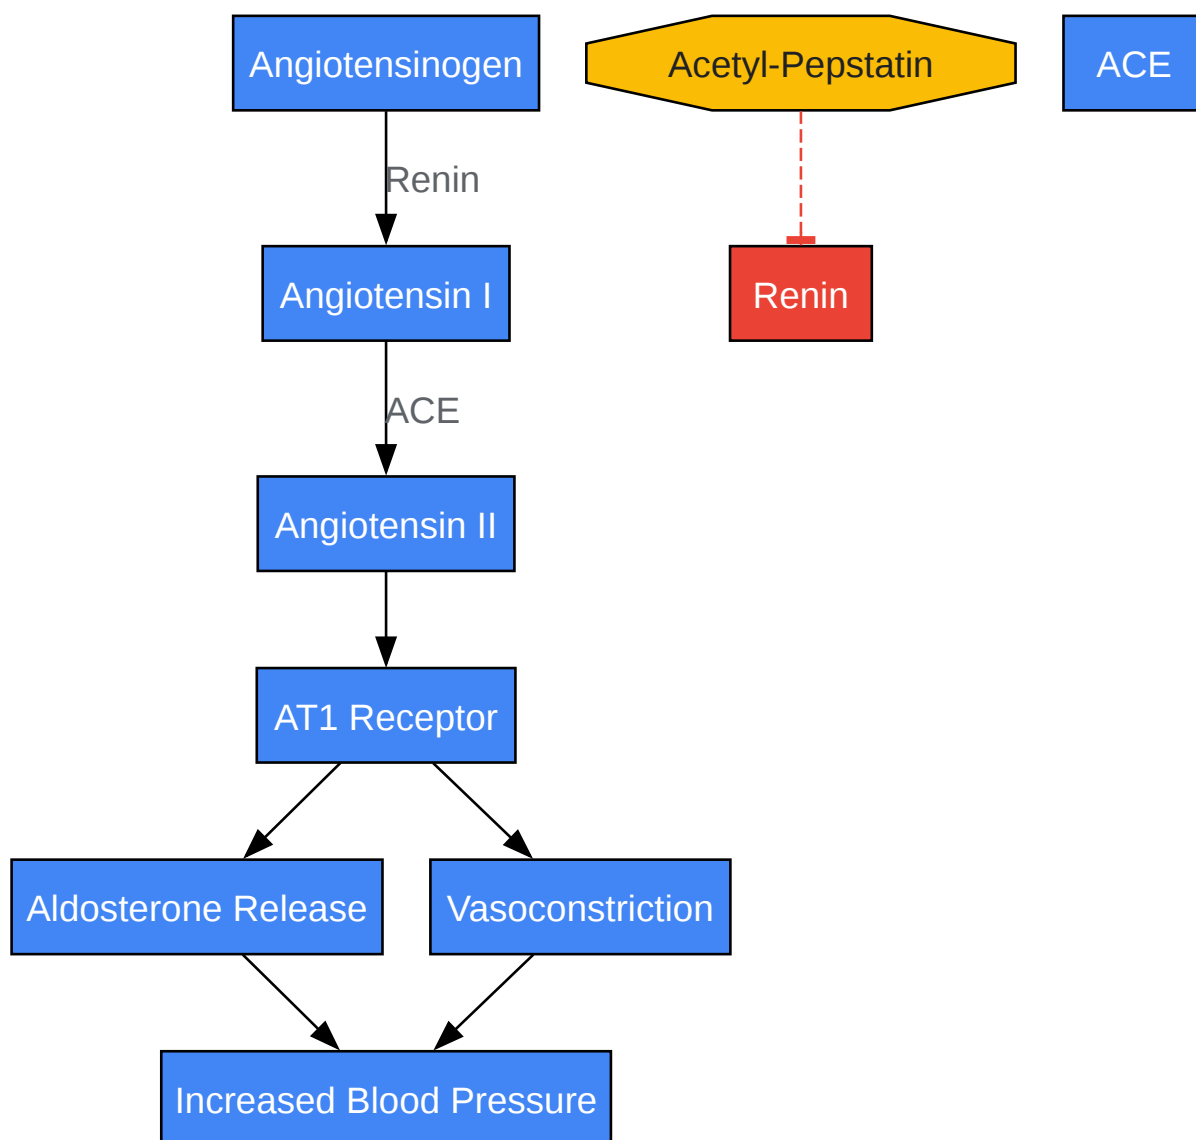 Angiotensinogen
Acetyl-Pepstatin
ACE
Renin
Angiotensin I
Renin
ACE
Angiotensin II
AT1 Receptor
Aldosterone Release
Vasoconstriction
Increased Blood Pressure